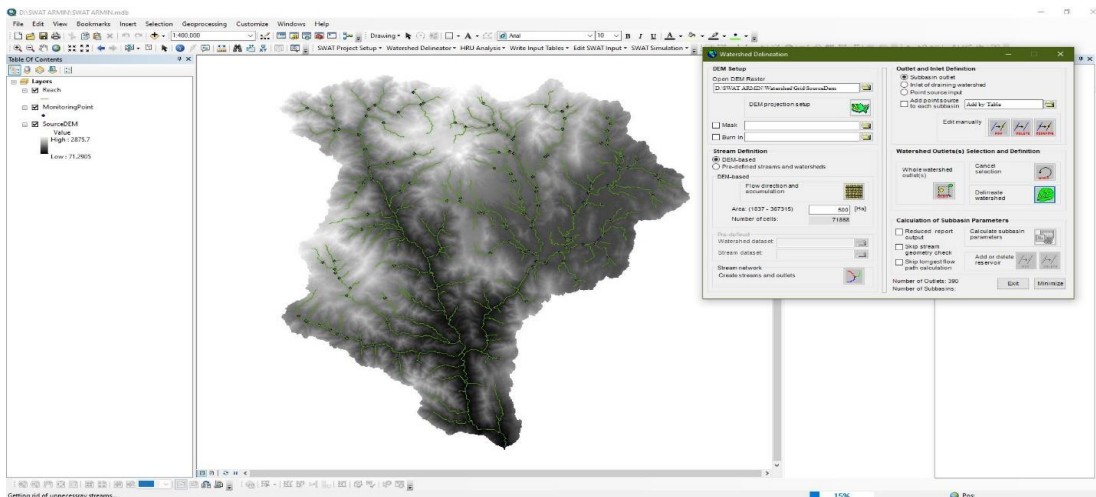 D:\SWAT ARMIN\SWAT ARMIN.mdb
File Edit View Bookmarks Insert Selection Geoprocessing Customize Windows Help
1:400,000
Drawing
Arial
10
B I U A
SWAT Project Setup
Watershed Delineator
HRU Analysis
Write Input Tables
Edit SWAT Input
SWAT Simulation
Table Of Contents
Layers
Reach
MonitoringPoint
SourceDEM
Value
High : 2875.7
Low : 71.2905
Watershed Delineation
DEM Setup
Open DEM Raster
D:\SWAT ARMIN\Watershed\Grid\SourceDem
DEM projection setup
Mask
Burn in
Stream Definition
DEM-based
Pre-defined streams and watersheds
DEM-based
Flow direction and accumulation
Area: (1837 - 367315)
500
[Ha]
Number of cells:
71888
Pre-defined
Watershed dataset:
Stream dataset:
Stream network
Create streams and outlets
Outlet and Inlet Definition
Subbasin outlet
Inlet of draining watershed
Point source input
Add point source to each subbasin
Add by Table
Edit manually
Watershed Outlets(s) Selection and Definition
Whole watershed outlet(s)
Cancel selection
Delineate watershed
Calculation of Subbasin Parameters
Reduced report output
Skip stream geometry check
Skip longest flow path calculation
Calculate subbasin parameters
Add or delete reservoir
Number of Outlets: 390
Number of Subbasins:
Exit
Minimize
Getting rid of unnecessary streams...
15%
Pos: